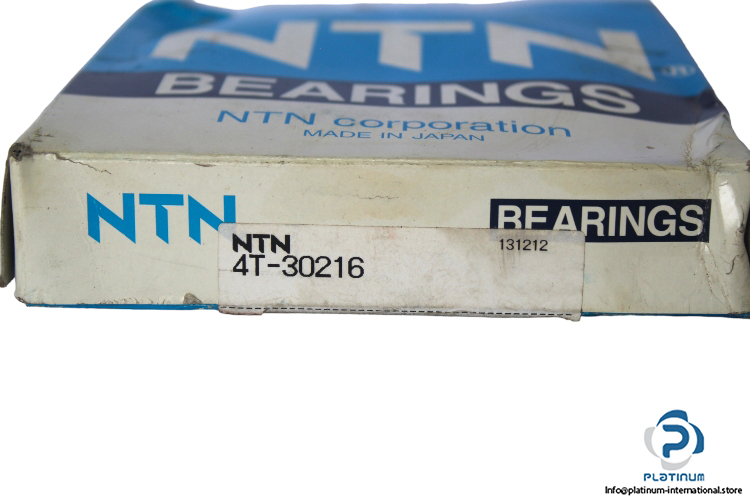 NTN
BEARINGS
NTN corporation
MADE IN JAPAN
NTN
BEARINGS
NTN
131212
4T-30216
PLATINUM
Info@platinum-international.store